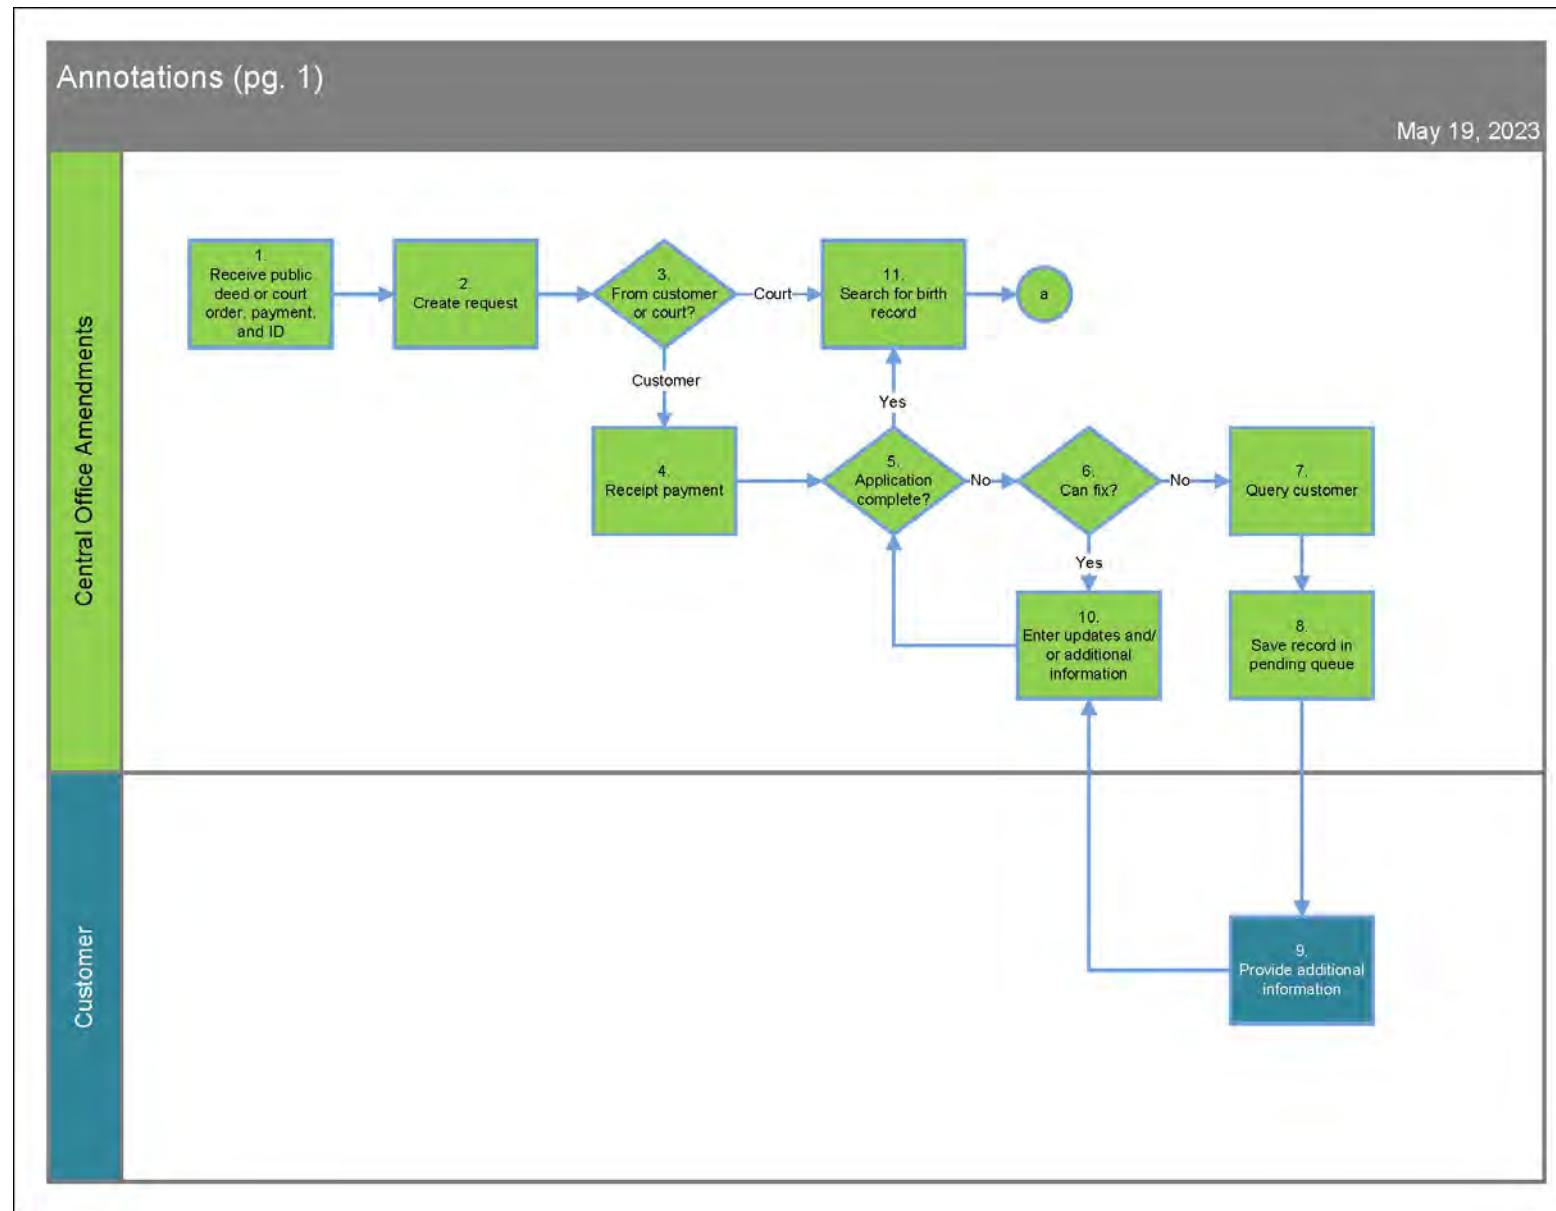 Annotations (pg. 1)
May 19, 2023
Central Office Amendments
1.
Receive public
deed or court
order, payment,
and ID
2.
Create request
3.
From customer
or court?
Court
11.
Search for birth
record
a
Customer
Yes
4.
Receipt payment
5.
Application
complete?
No
6.
Can fix?
No
7.
Query customer
Yes
10.
Enter updates and/
or additional
information
8.
Save record in
pending queue
Customer
9.
Provide additional
information